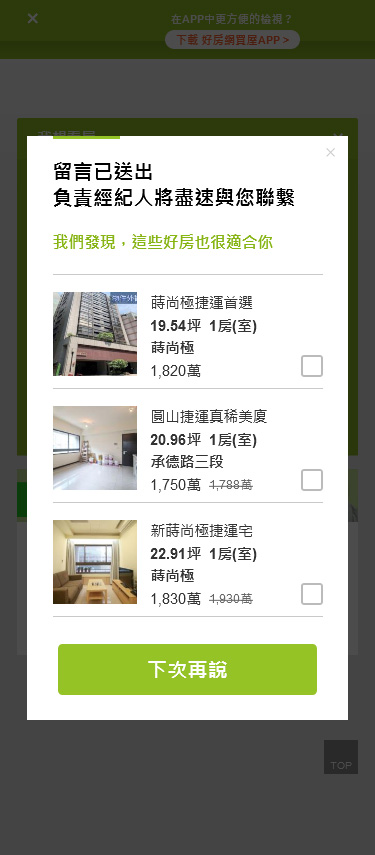 在APP中更方便的檢視？
下載 好房網買屋APP >
留言已送出
負責經紀人將盡速與您聯繫
我們發現，這些好房也很適合你
蒔尚極捷運首選
19.54坪 1房(室)
蒔尚極
1,820萬
圓山捷運真稀美廈
20.96坪 1房(室)
承德路三段
1,750萬 1,788萬
新蒔尚極捷運宅
22.91坪 1房(室)
蒔尚極
1,830萬 1,930萬
下次再說
TOP